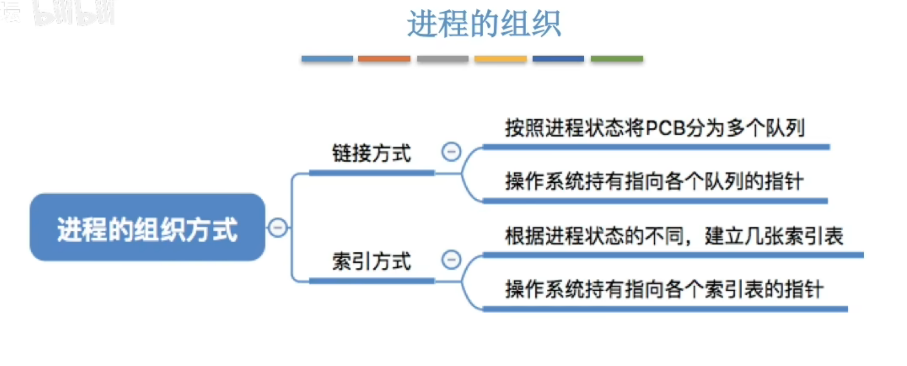 bilibili
进程的组织
按照进程状态将PCB分为多个队列
链接方式
操作系统持有指向各个队列的指针
进程的组织方式
根据进程状态的不同，建立几张索引表
索引方式
操作系统持有指向各个索引表的指针